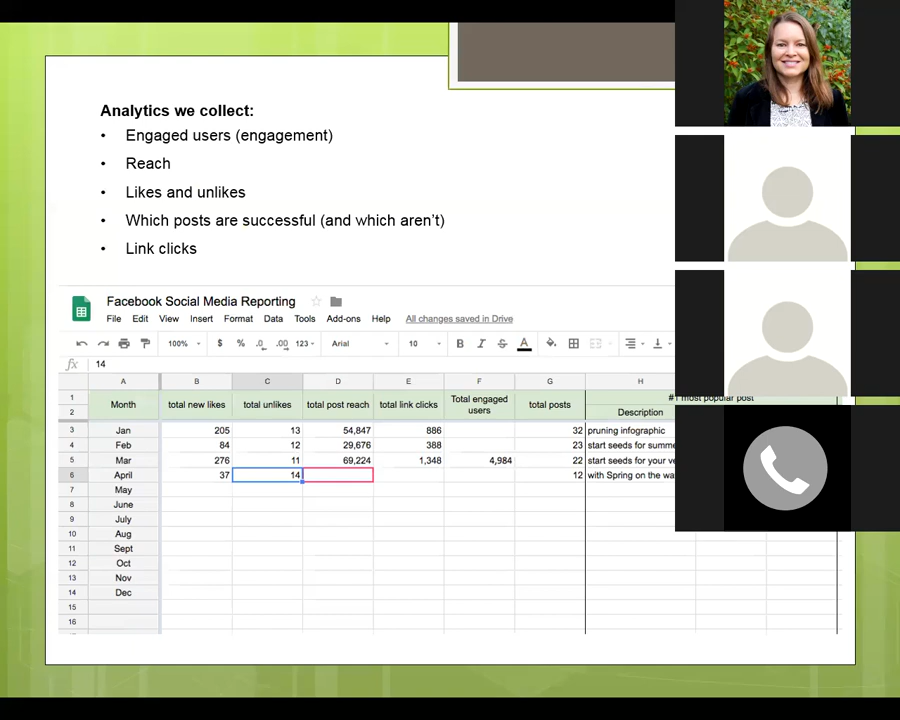 Analytics we collect:
• Engaged users (engagement)
• Reach
• Likes and unlikes
• Which posts are successful (and which aren't)
• Link clicks
Facebook Social Media Reporting
File Edit View Insert Format Data Tools Add-ons Help All changes saved in Drive
100% $ % .0 .00 123 Arial 10 B I S A
fx 14
A B C D E F G H
1 Month total new likes total unlikes total post reach total link clicks Total engaged users total posts #1 most popular post
2 Description
3 Jan 205 13 54,847 886 32 pruning infographic
4 Feb 84 12 29,676 388 23 start seeds for summe
5 Mar 276 11 69,224 1,348 4,984 22 start seeds for your ve
6 April 37 14 12 with Spring on the wa
7 May
8 June
9 July
10 Aug
11 Sept
12 Oct
13 Nov
14 Dec
15
16